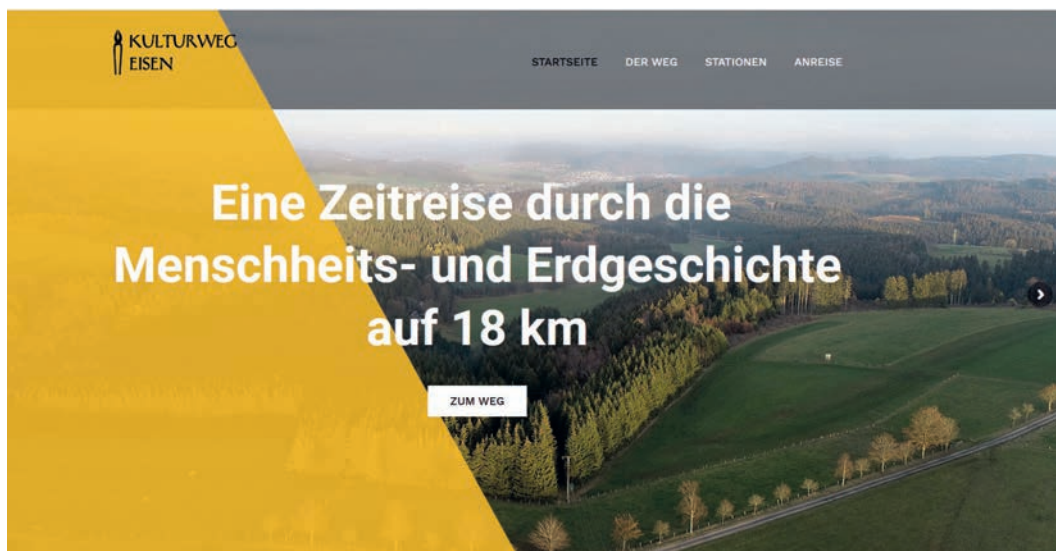 KULTURWEG
EISEN
STARTSEITE DER WEG STATIONEN ANREISE
Eine Zeitreise durch die
Menschheits- und Erdgeschichte
auf 18 km
ZUM WEG